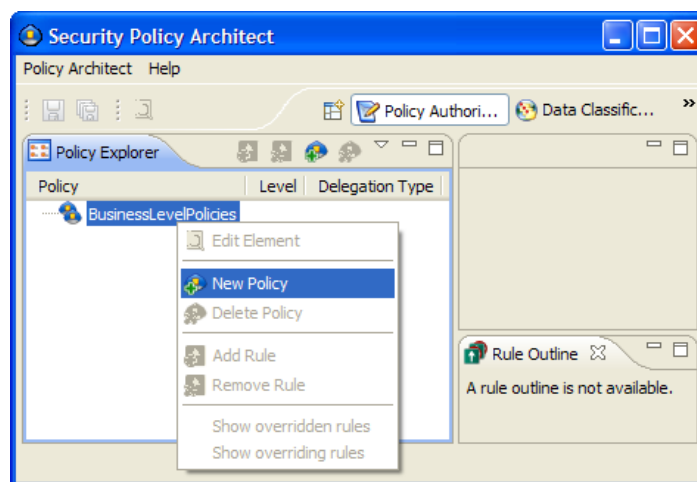 Security Policy Architect
Policy Architect Help
Policy Authori... Data Classific... »
Policy Explorer
Policy Level Delegation Type
BusinessLevelPolicies
Edit Element
New Policy
Delete Policy
Add Rule
Remove Rule
Show overridden rules
Show overriding rules
Rule Outline
A rule outline is not available.